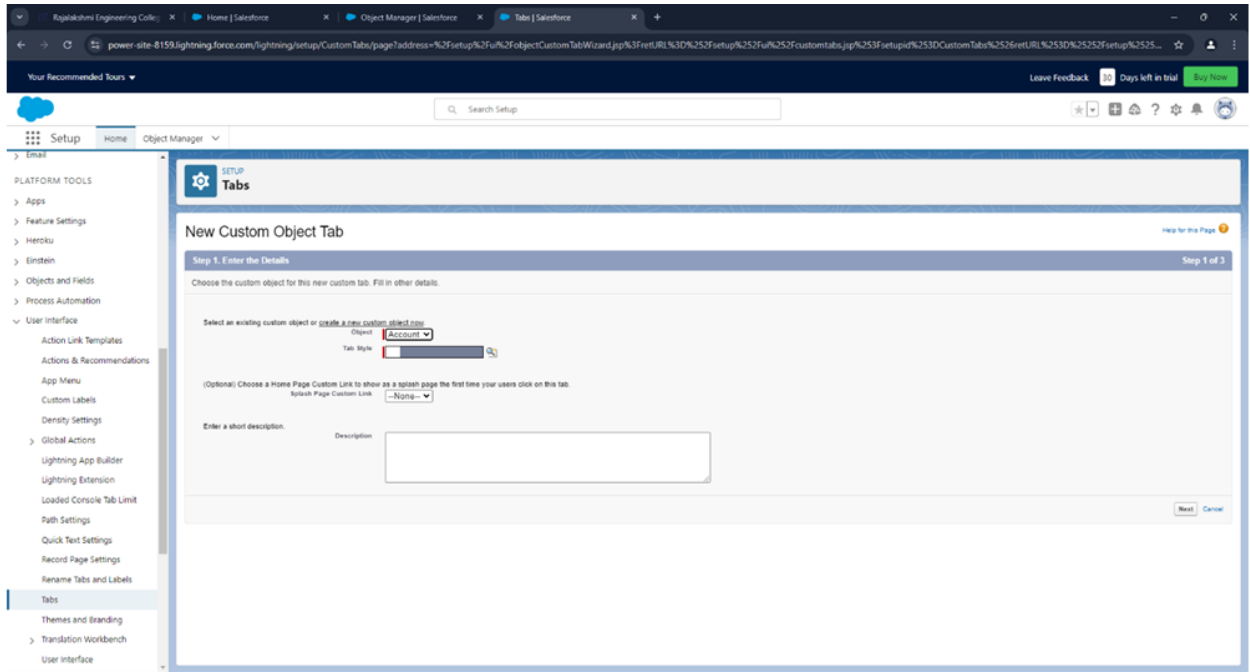 Rajalakshmi Engineering Colleg
Home | Salesforce
Object Manager | Salesforce
Tabs | Salesforce
power-site-8159.lightning.force.com/lightning/setup/CustomTabs/page?address=%2Fsetup%2Fui%2FobjectCustomTabWizard.jsp%3FretURL%3D%252Fsetup%252Fui%252Fcustomtabs.jsp%253Fsetupid%253DCustomTabs%2526retURL%253D%25252Fsetup%2525...
Your Recommended Tours
Leave Feedback 30 Days left in trial Buy Now
Search Setup
Setup Home Object Manager
Email
PLATFORM TOOLS
Apps
Feature Settings
Heroku
Einstein
Objects and Fields
Process Automation
User Interface
Action Link Templates
Actions & Recommendations
App Menu
Custom Labels
Density Settings
Global Actions
Lightning App Builder
Lightning Extension
Loaded Console Tab Limit
Path Settings
Quick Text Settings
Record Page Settings
Rename Tabs and Labels
Tabs
Themes and Branding
Translation Workbench
User Interface
SETUP
Tabs
New Custom Object Tab
Help for this Page
Step 1. Enter the Details Step 1 of 3
Choose the custom object for this new custom tab. Fill in other details.
Select an existing custom object or create a new custom object now.
Object Account
Tab Style
(Optional) Choose a Home Page Custom Link to show as a splash page the first time your users click on this tab.
Splash Page Custom Link --None--
Enter a short description.
Description
Next Cancel